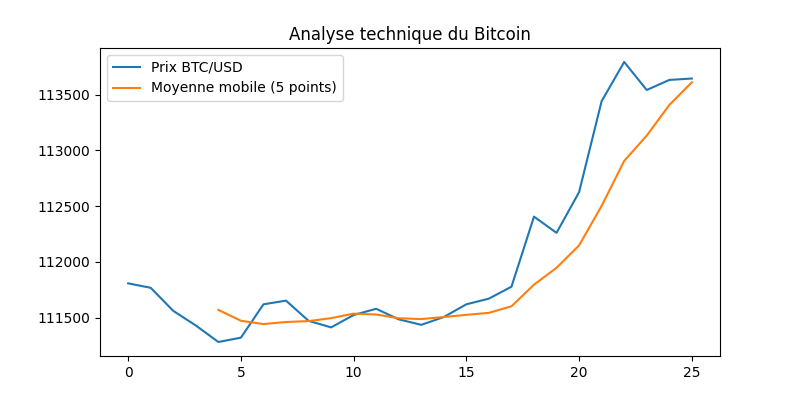 Analyse technique du Bitcoin
Prix BTC/USD
Moyenne mobile (5 points)
113500
113000
112500
112000
111500
0 5 10 15 20 25